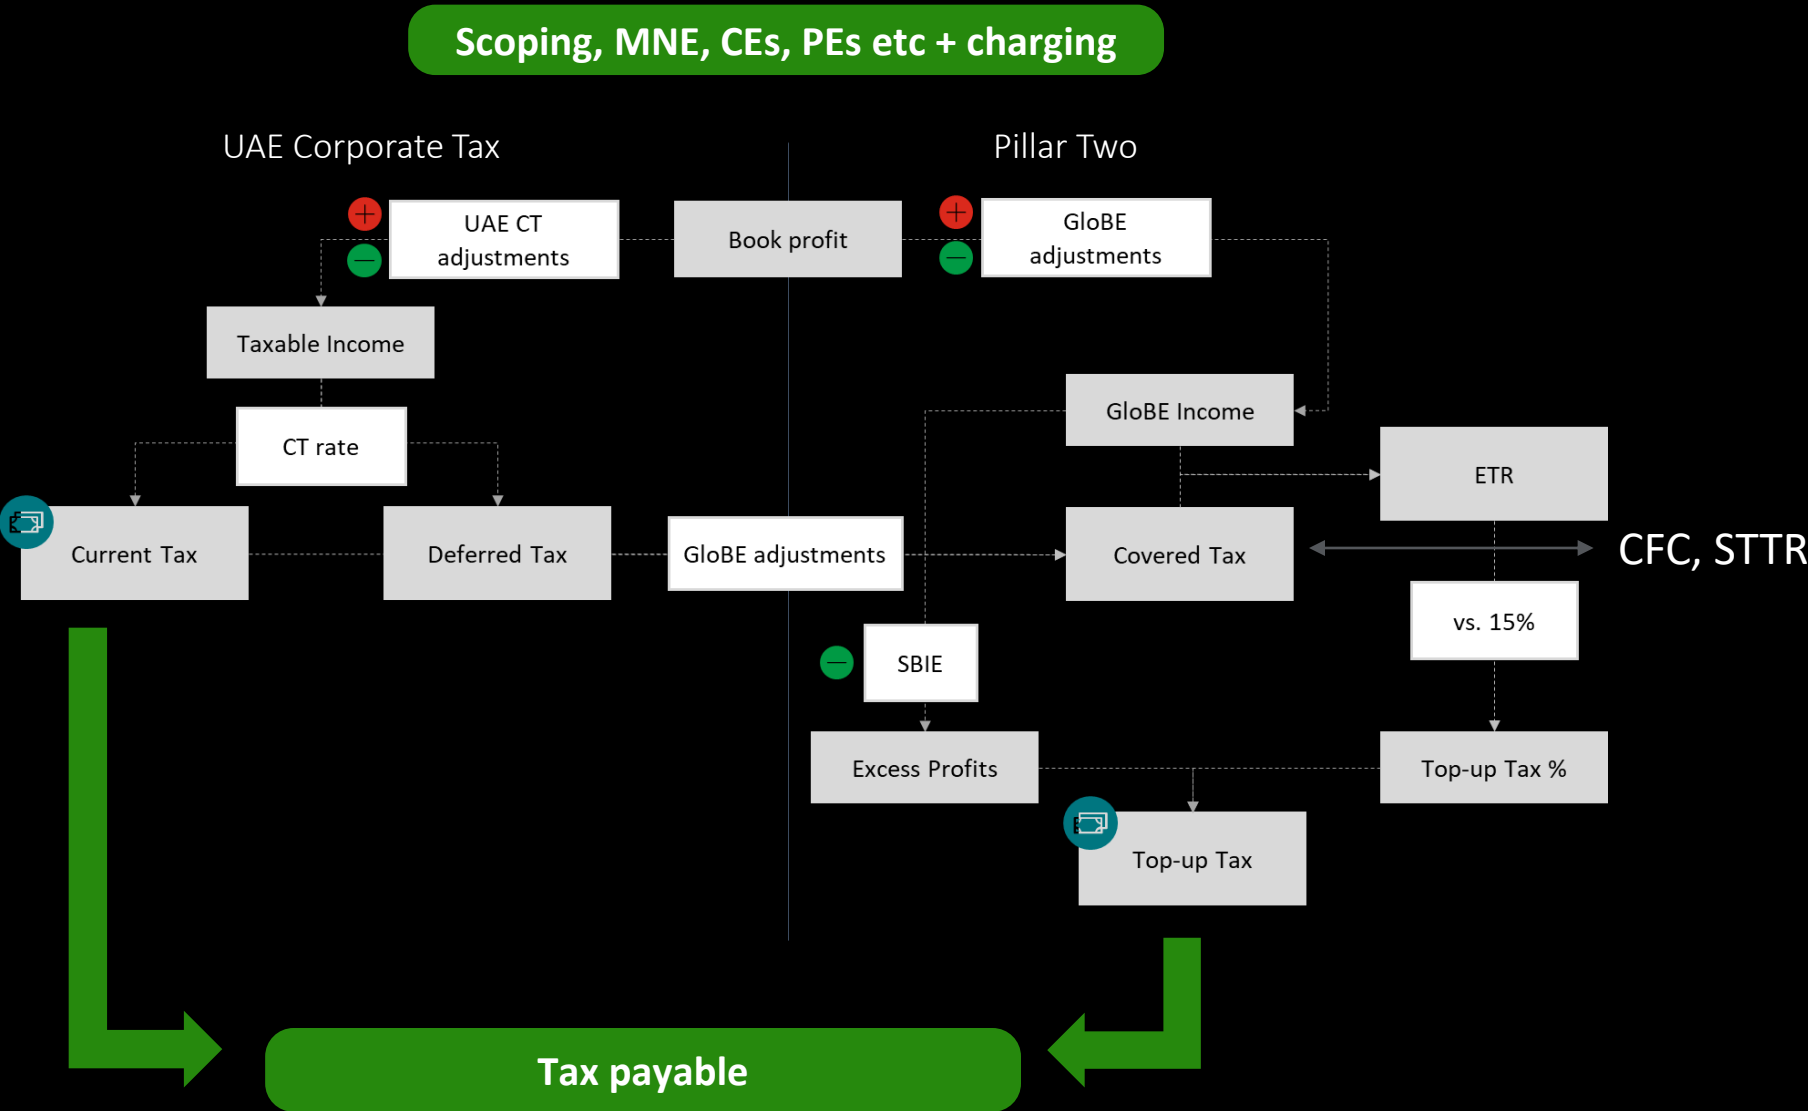 Scoping, MNE, CEs, PEs etc + charging
UAE Corporate Tax
Pillar Two
UAE CT
adjustments
Book profit
GloBE
adjustments
Taxable Income
GloBE Income
CT rate
ETR
Current Tax
Deferred Tax
GloBE adjustments
Covered Tax
CFC, STTR
vs. 15%
SBIE
Excess Profits
Top-up Tax %
Top-up Tax
Tax payable